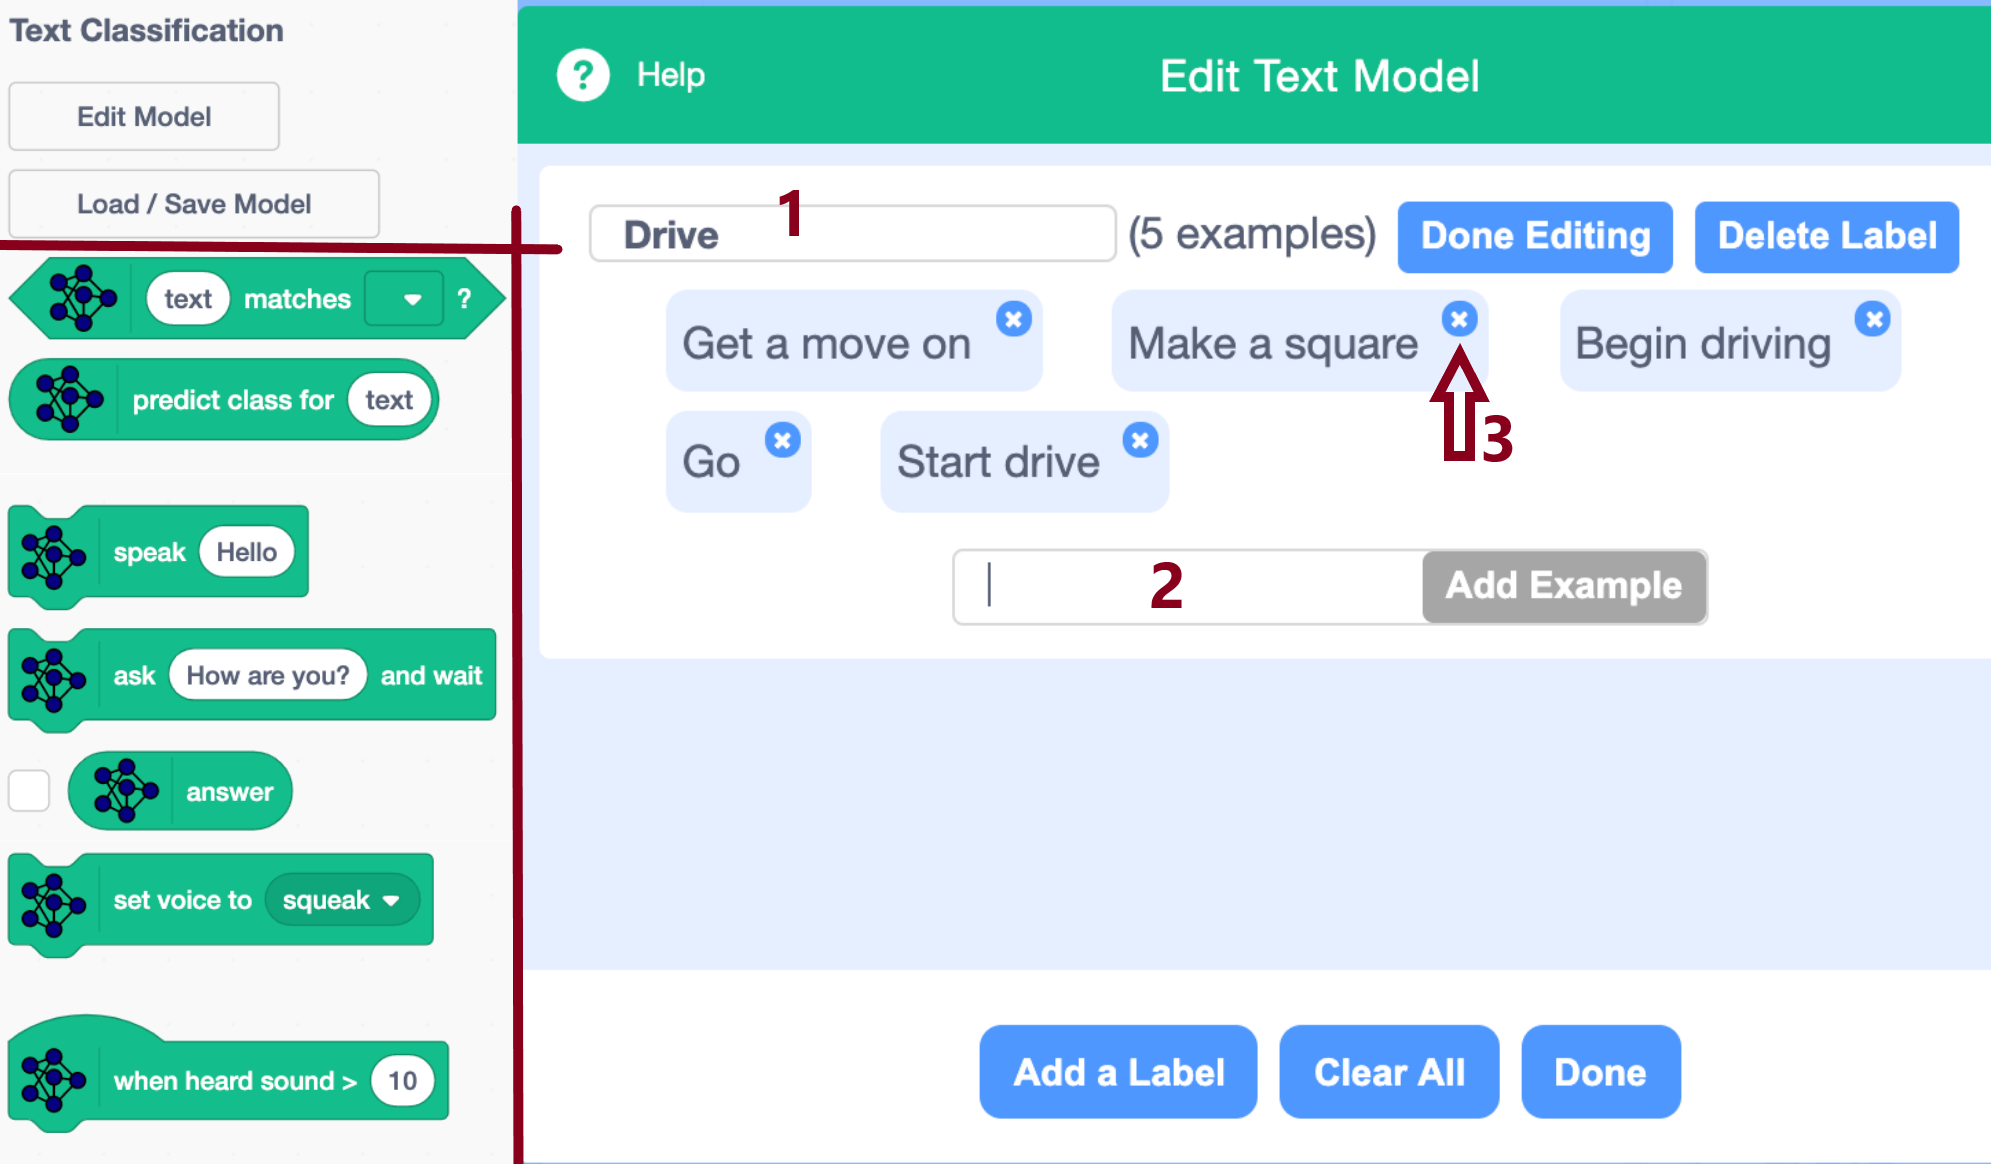 Text Classification
Edit Model
Load / Save Model
text matches ?
predict class for text
speak Hello
ask How are you? and wait
answer
set voice to squeak
when heard sound > 10
? Help
Edit Text Model
Drive 1 (5 examples) Done Editing Delete Label
Get a move on Make a square Begin driving
Go Start drive
3
2 Add Example
Add a Label Clear All Done